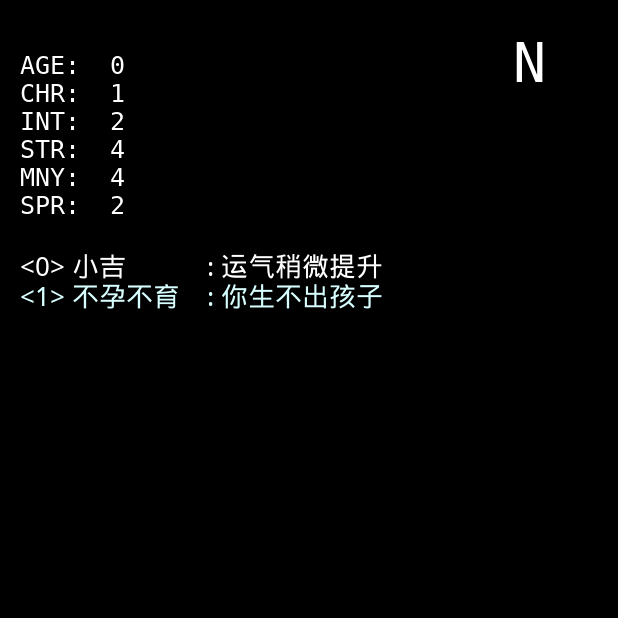 N
AGE: 0
CHR: 1
INT: 2
STR: 4
MNY: 4
SPR: 2
<0> 小吉 :运气稍微提升
<1> 不孕不育 :你生不出孩子